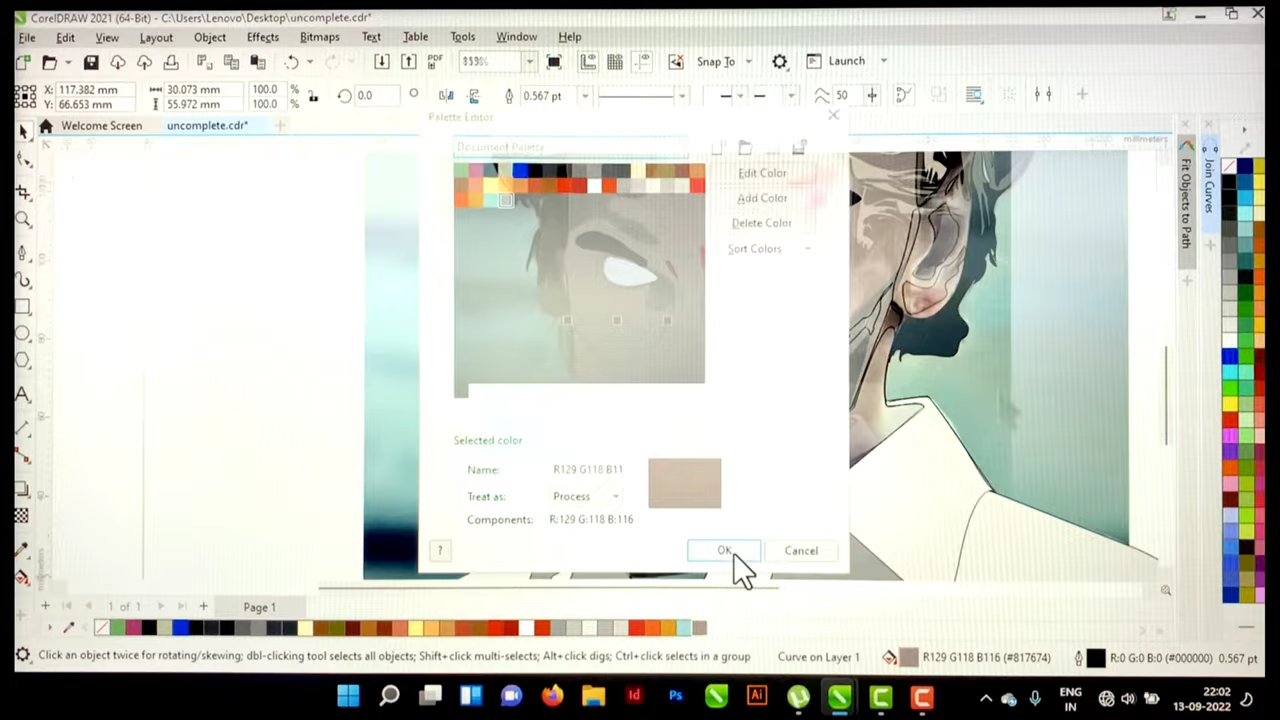 CorelDRAW 2021 (64-Bit) - C:\Users\Lenovo\Desktop\uncomplete.cdr*
File Edit View Layout Object Effects Bitmaps Text Table Tools Window Help
PDF Snap To Launch
X: 117.382 mm 30.073 mm 100.0 %
Y: 66.653 mm 55.972 mm 100.0 %
0.0 0.567 pt 50
Welcome Screen uncomplete.cdr*
Palette Editor
millimeters
Document Palette
Edit Color
Add Color
Delete Color
Sort Colors
Fit Objects to Path
Join Curves
Selected color
Name: R129 G118 B11
Treat as: Process
Components: R:129 G:118 B:116
? OK Cancel
1 of 1 Page 1
Click an object twice for rotating/skewing; dbl-clicking tool selects all objects; Shift+click multi-selects; Alt+click digs; Ctrl+click selects in a group Curve on Layer 1 R129 G118 B116 (#817674) R:0 G:0 B:0 (#000000) 0.567 pt
Id Ps Ai
ENG
IN
22:02
13-09-2022